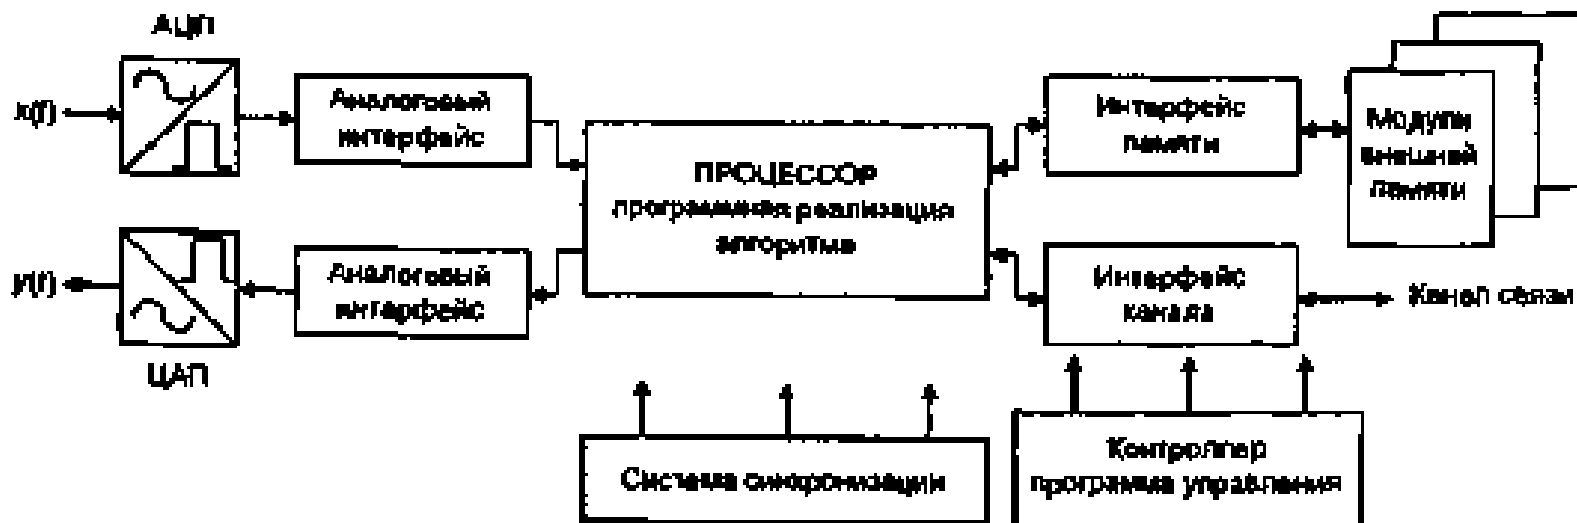 АЦП
x(t)
Аналоговый
интерфейс
Интерфейс
памяти
Модули
внешней
памяти
ПРОЦЕССОР
программная реализация
алгоритма
y(t)
Аналоговый
интерфейс
Интерфейс
канала
Канал связи
ЦАП
Система синхронизации
Контроллер
программа управления